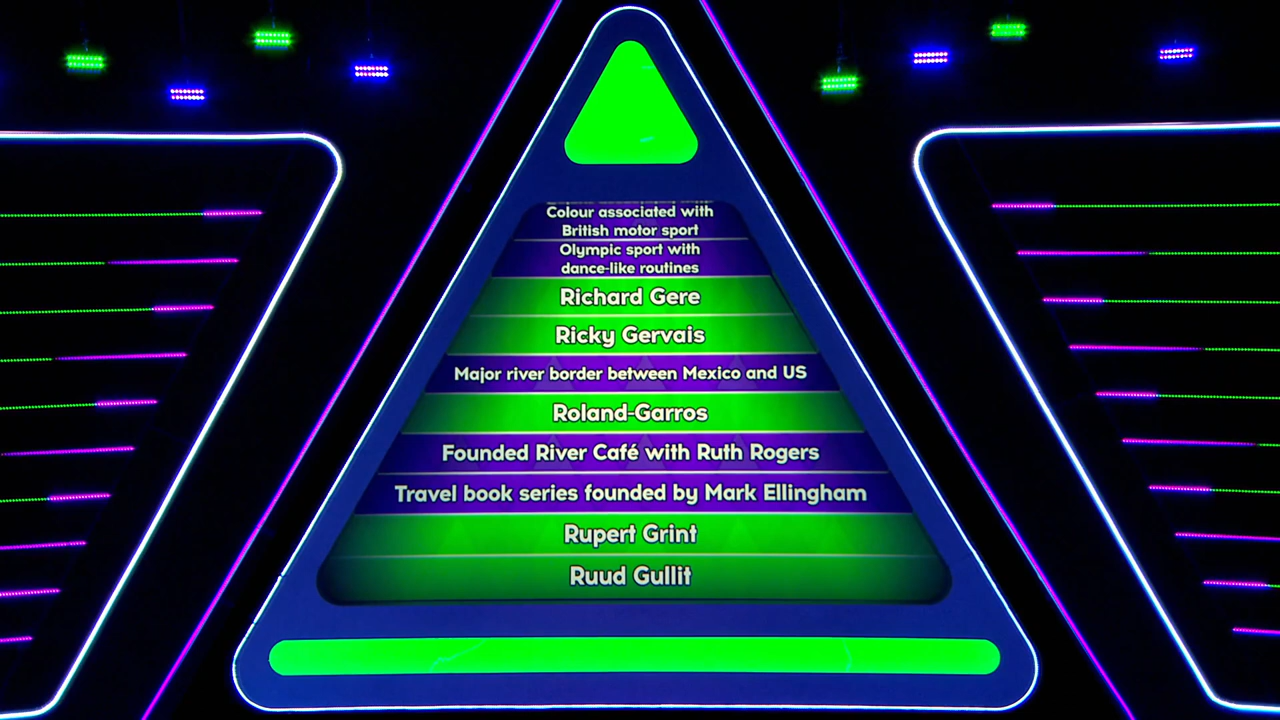 Colour associated with
British motor sport
Olympic sport with
dance-like routines
Richard Gere
Ricky Gervais
Major river border between Mexico and US
Roland-Garros
Founded River Café with Ruth Rogers
Travel book series founded by Mark Ellingham
Rupert Grint
Ruud Gullit